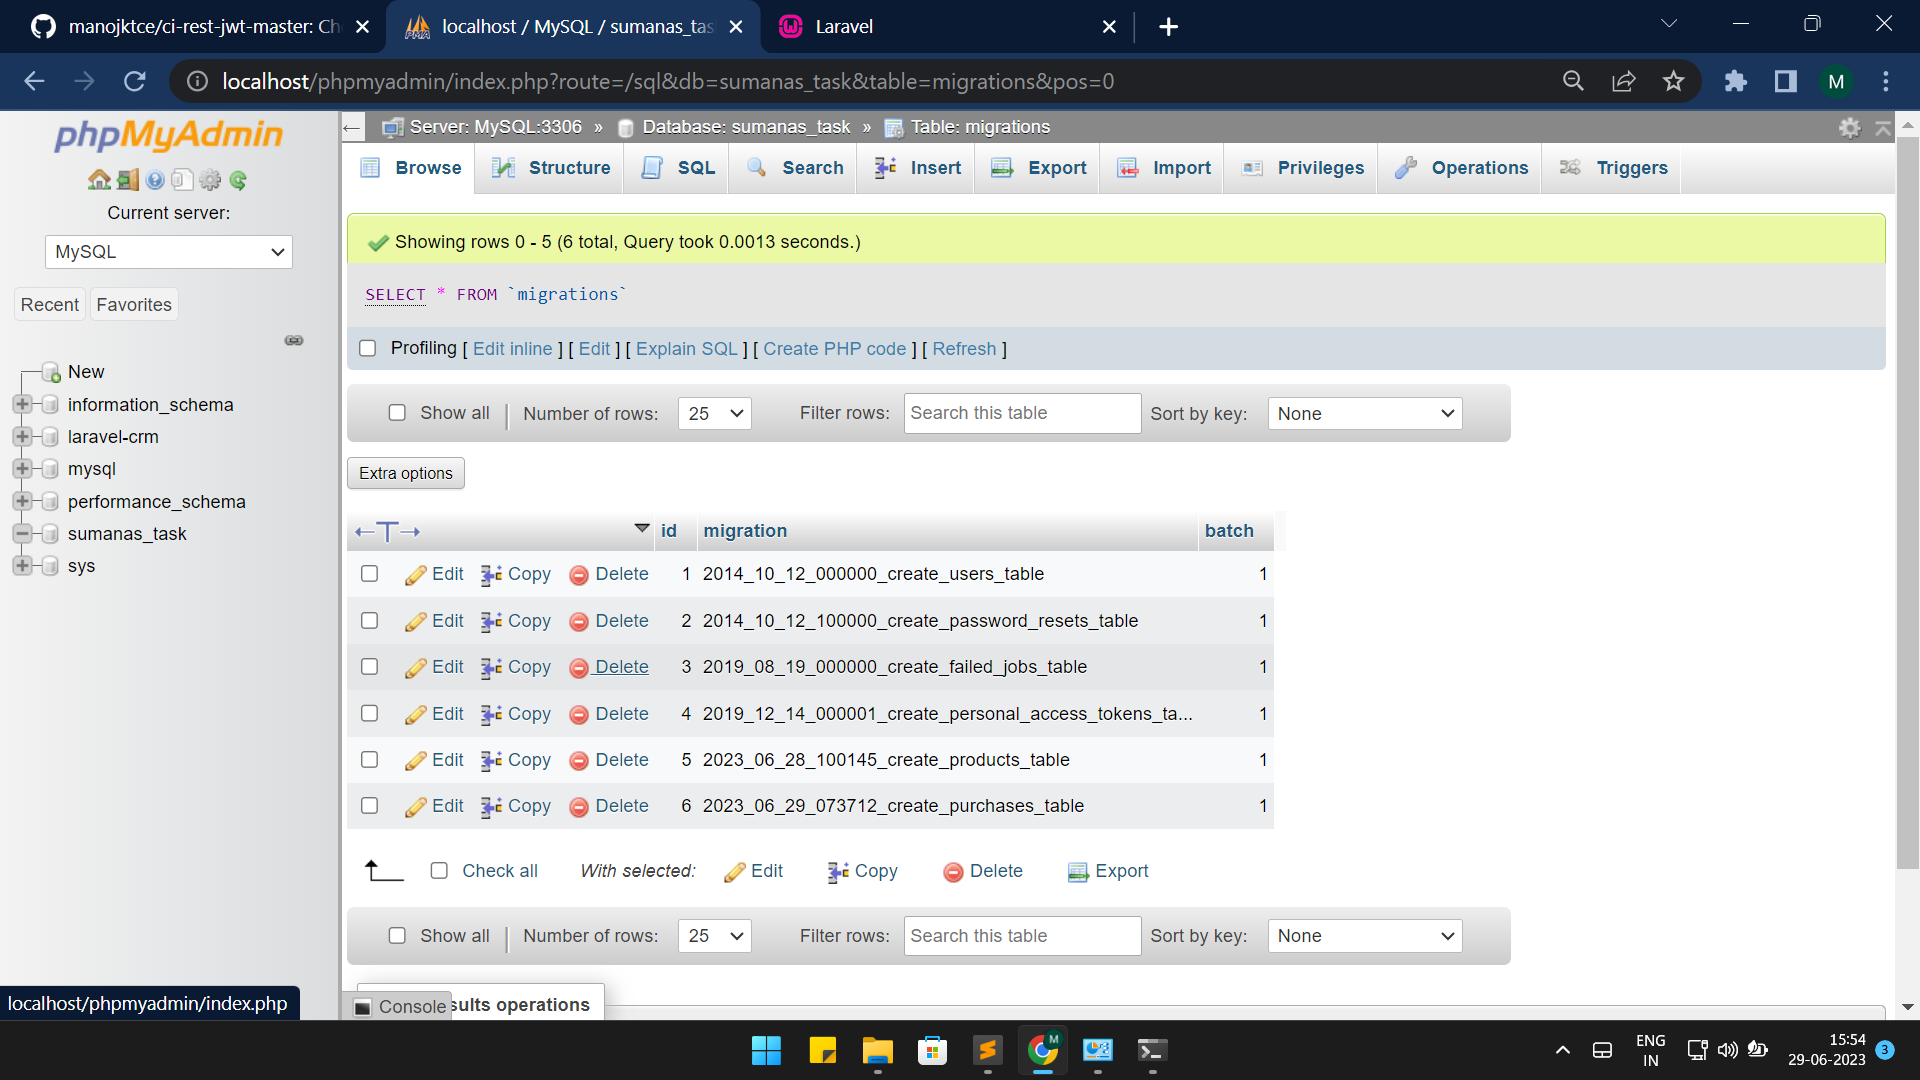 manojktce/ci-rest-jwt-master: Ch
localhost / MySQL / sumanas_tas
Laravel
localhost/phpmyadmin/index.php?route=/sql&db=sumanas_task&table=migrations&pos=0
M
phpMyAdmin
Current server:
MySQL
Recent
Favorites
New
information_schema
laravel-crm
mysql
performance_schema
sumanas_task
sys
Server: MySQL:3306 » Database: sumanas_task » Table: migrations
Browse
Structure
SQL
Search
Insert
Export
Import
Privileges
Operations
Triggers
Showing rows 0 - 5 (6 total, Query took 0.0013 seconds.)
SELECT * FROM `migrations`
Profiling [ Edit inline ] [ Edit ] [ Explain SQL ] [ Create PHP code ] [ Refresh ]
Show all | Number of rows: 25 Filter rows: Search this table Sort by key: None
Extra options
id migration batch
Edit Copy Delete 1 2014_10_12_000000_create_users_table 1
Edit Copy Delete 2 2014_10_12_100000_create_password_resets_table 1
Edit Copy Delete 3 2019_08_19_000000_create_failed_jobs_table 1
Edit Copy Delete 4 2019_12_14_000001_create_personal_access_tokens_ta... 1
Edit Copy Delete 5 2023_06_28_100145_create_products_table 1
Edit Copy Delete 6 2023_06_29_073712_create_purchases_table 1
Check all With selected: Edit Copy Delete Export
Show all | Number of rows: 25 Filter rows: Search this table Sort by key: None
Console
sults operations
localhost/phpmyadmin/index.php
M
ENG
IN
15:54
29-06-2023
3